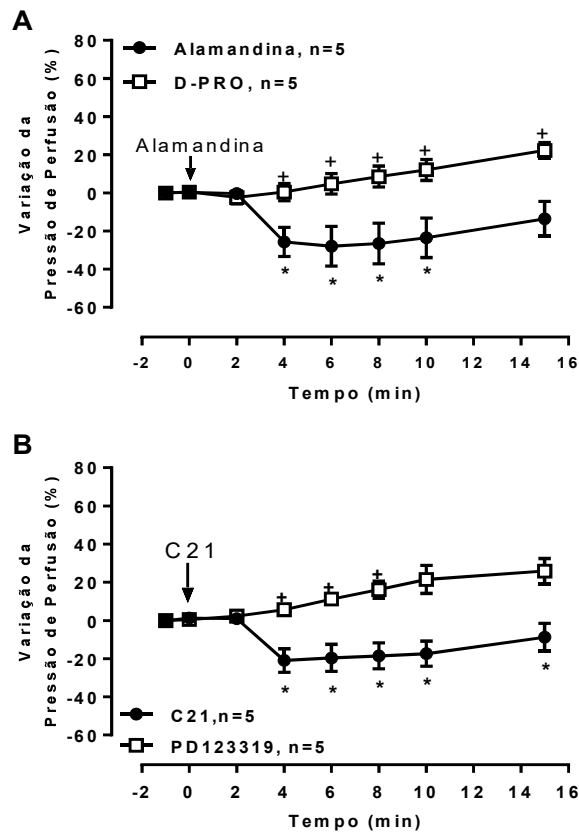 A
Alamandina, n=5
D-PRO, n=5
Variação da
Pressão de Perfusão (%)
80
60
40
20
0
-20
-40
-60
Alamandina
+ + + + +
* * * *
-2 0 2 4 6 8 10 12 14 16
Tempo (min)
B
Variação da
Pressão de Perfusão (%)
80
60
40
20
0
-20
-40
-60
C21
+ + +
* * * * *
C21,n=5
PD123319, n=5
-2 0 2 4 6 8 10 12 14 16
Tempo (min)